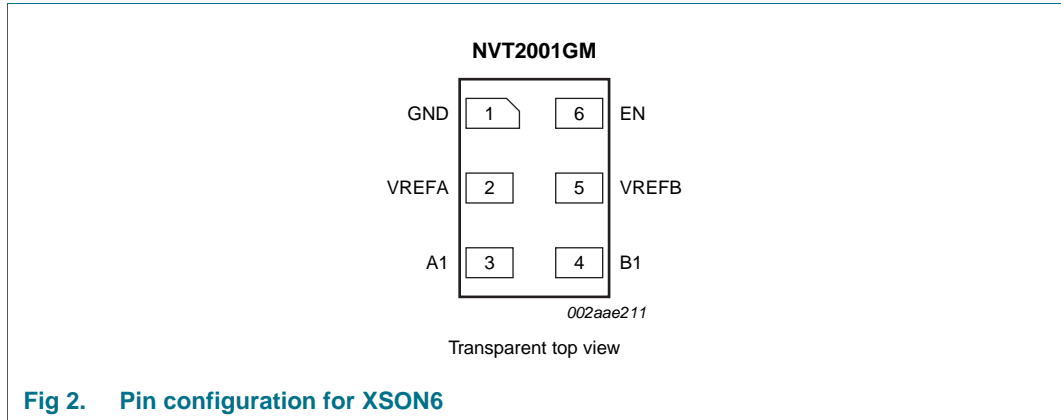 NVT2001GM
GND 1 6 EN
VREFA 2 5 VREFB
A1 3 4 B1
002aae211
Transparent top view
Fig 2. Pin configuration for XSON6